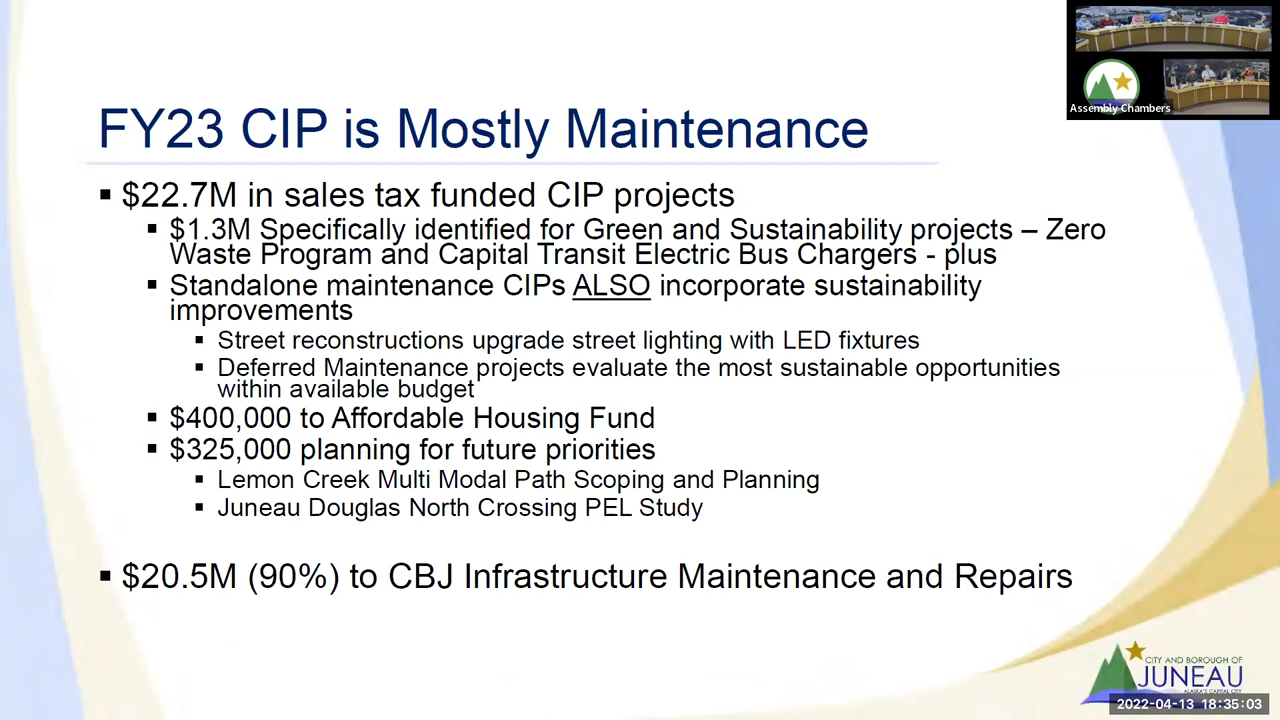 Assembly Chambers
FY23 CIP is Mostly Maintenance
▪ $22.7M in sales tax funded CIP projects
▪ $1.3M Specifically identified for Green and Sustainability projects – Zero
Waste Program and Capital Transit Electric Bus Chargers - plus
▪ Standalone maintenance CIPs ALSO incorporate sustainability
improvements
▪ Street reconstructions upgrade street lighting with LED fixtures
▪ Deferred Maintenance projects evaluate the most sustainable opportunities
within available budget
▪ $400,000 to Affordable Housing Fund
▪ $325,000 planning for future priorities
▪ Lemon Creek Multi Modal Path Scoping and Planning
▪ Juneau Douglas North Crossing PEL Study
▪ $20.5M (90%) to CBJ Infrastructure Maintenance and Repairs
CITY AND BOROUGH OF
JUNEAU
ALASKA'S CAPITAL CITY
2022-04-13 18:35:03